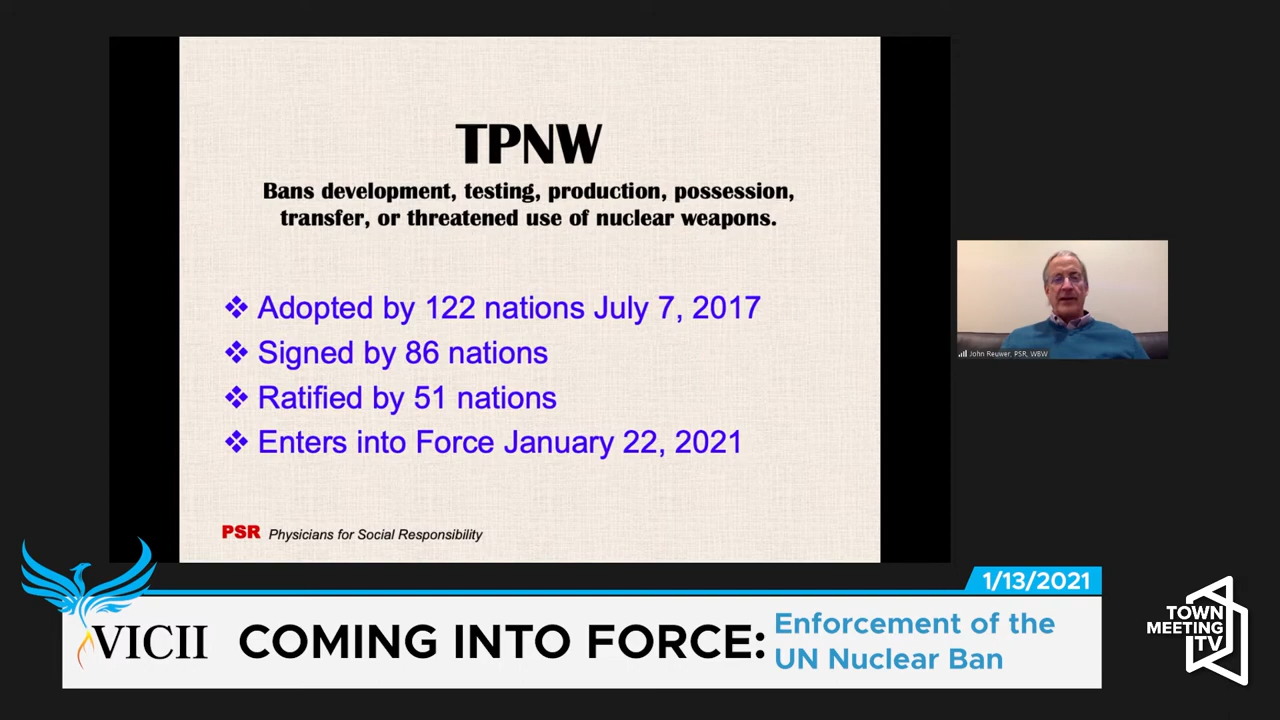 TPNW
Bans development, testing, production, possession,
transfer, or threatened use of nuclear weapons.
❖ Adopted by 122 nations July 7, 2017
❖ Signed by 86 nations
❖ Ratified by 51 nations
❖ Enters into Force January 22, 2021
PSR Physicians for Social Responsibility
John Reuwer, PSR, WBW
1/13/2021
VICII
COMING INTO FORCE:
Enforcement of the
UN Nuclear Ban
TOWN
MEETING
TV